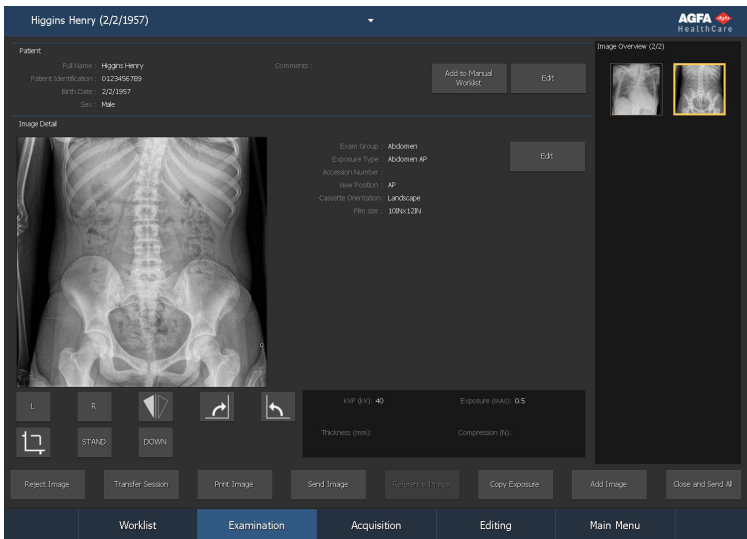 Higgins Henry (2/2/1957)
AGFA
HealthCare
Patient
Full Name : Higgins Henry
Patient Identification : 0123456789
Birth Date : 2/2/1957
Sex : Male
Comments :
Add to Manual
Worklist
Edit
Image Overview (2/2)
Image Detail
Exam Group : Abdomen
Exposure Type : Abdomen AP
Accession Number :
View Position : AP
Cassette Orientation: Landscape
Film size : 10INx12IN
Edit
L
R
STAND
DOWN
KVP (kV): 40
Exposure (mAs): 0.5
Thickness (mm):
Compression (N):
Reject Image
Transfer Session
Print Image
Send Image
Reference Image
Copy Exposure
Add Image
Close and Send All
Worklist
Examination
Acquisition
Editing
Main Menu